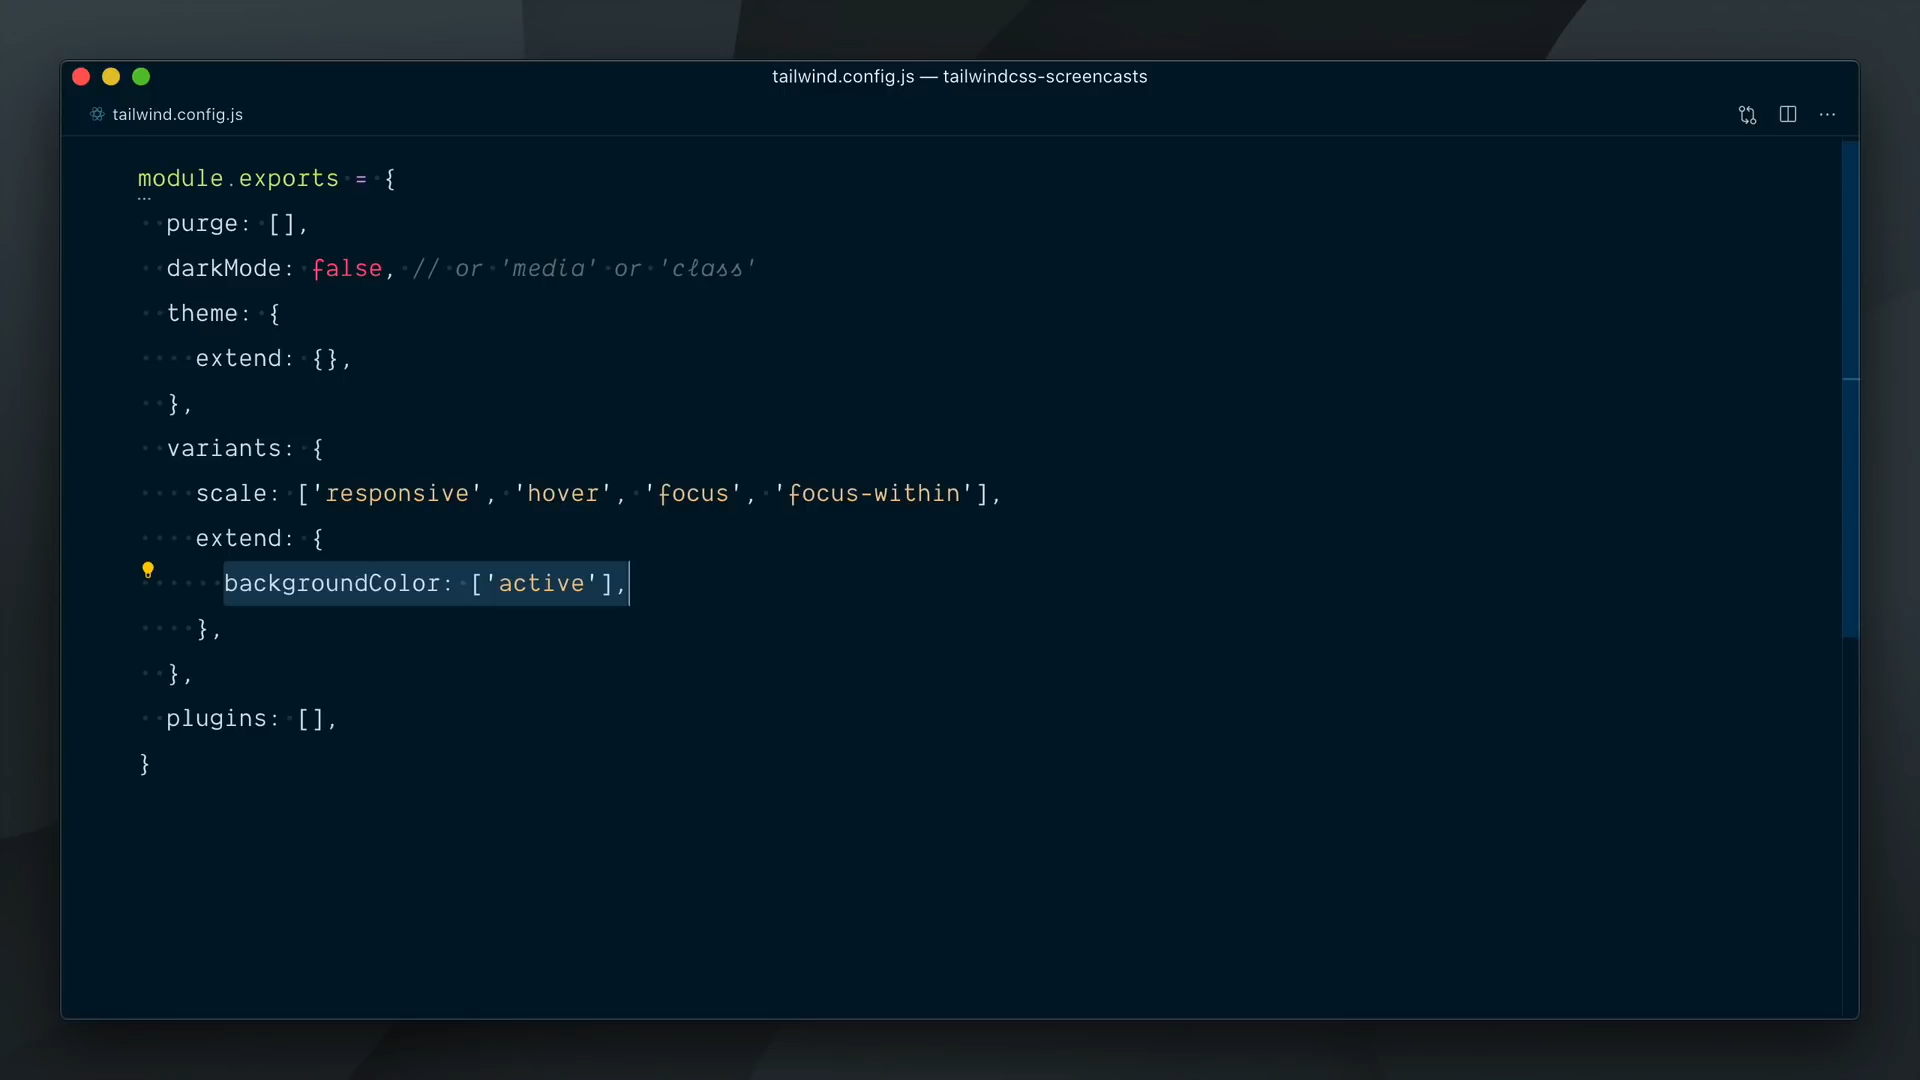 tailwind.config.js — tailwindcss-screencasts
tailwind.config.js
module.exports = {
  purge: [],
  darkMode: false, // or 'media' or 'class'
  theme: {
    extend: {},
  },
  variants: {
    scale: ['responsive', 'hover', 'focus', 'focus-within'],
    extend: {
      backgroundColor: ['active'],
    },
  },
  plugins: [],
}